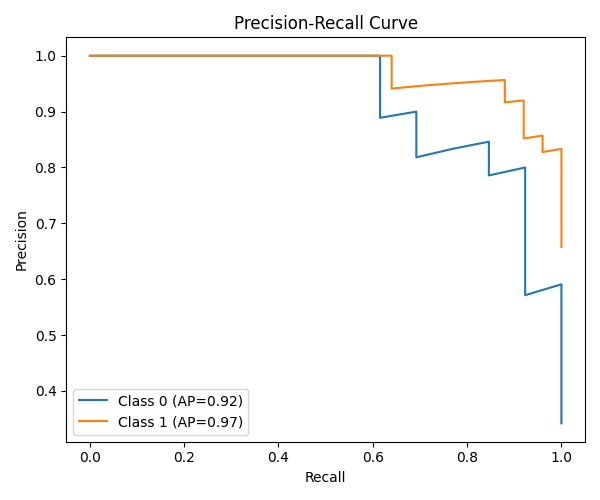 Precision-Recall Curve
Precision
1.0
0.9
0.8
0.7
0.6
0.5
0.4
Class 0 (AP=0.92)
Class 1 (AP=0.97)
0.0 0.2 0.4 0.6 0.8 1.0
Recall